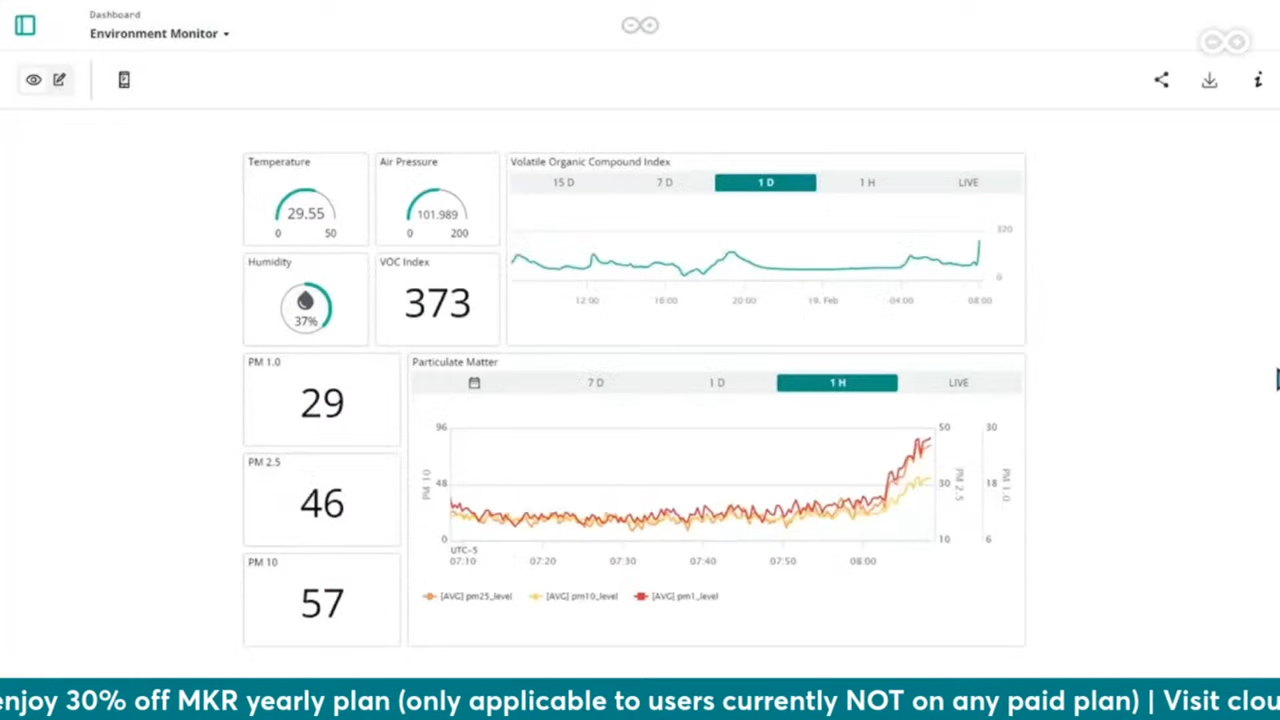 Dashboard
Environment Monitor
Temperature
29.55
0 50
Air Pressure
101.989
0 200
Volatile Organic Compound Index
15 D 7 D 1 D 1 H LIVE
320
0
12:00 16:00 20:00 19. Feb 04:00 08:00
Humidity
37%
VOC Index
373
PM 1.0
29
PM 2.5
46
PM 10
57
Particulate Matter
7 D 1 D 1 H LIVE
96 50 30
48 30 18
0 10 6
PM 10
PM 2.5
PM 1.0
UTC-5
07:10 07:20 07:30 07:40 07:50 08:00
[AVG] pm25_level [AVG] pm10_level [AVG] pm1_level
enjoy 30% off MKR yearly plan (only applicable to users currently NOT on any paid plan) | Visit clou